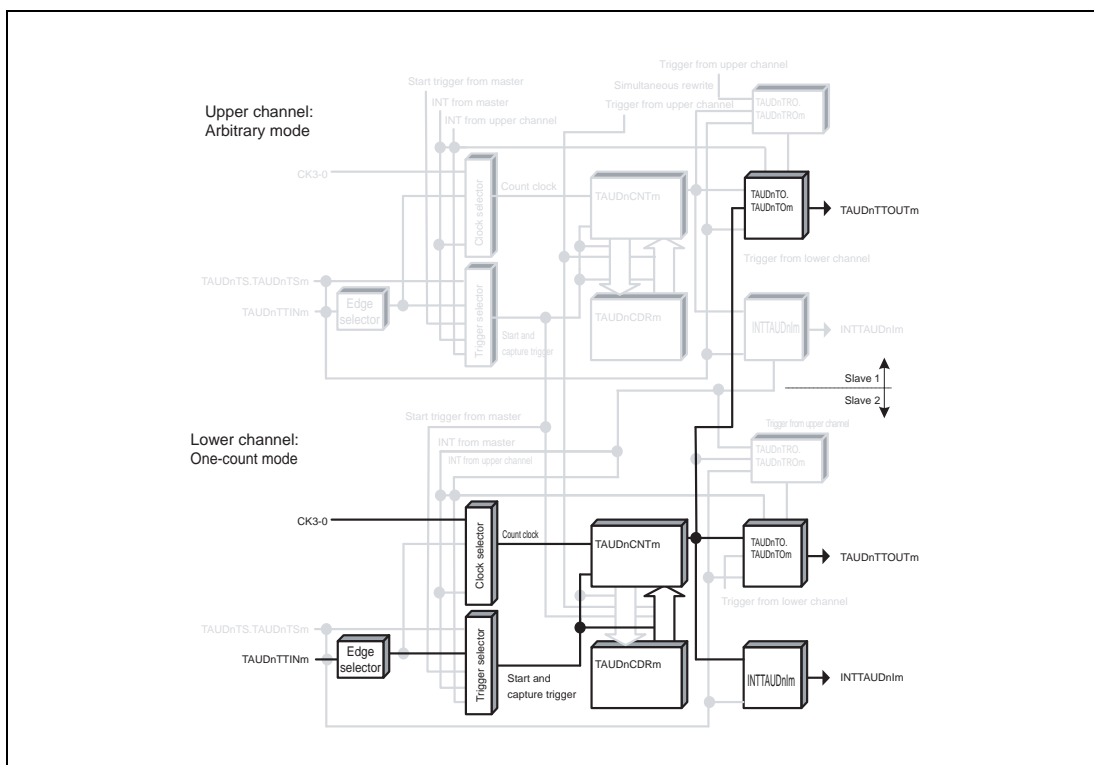 Trigger from upper channel
Simultaneous rewrite
Trigger from upper channel
Start trigger from master
INT from master
INT from upper channel
Upper channel:
Arbitrary mode
TAUDnTRO.
TAUDnTROm
CK3-0
Clock selector
Count clock
TAUDnCNTm
TAUDnTO.
TAUDnTOm
TAUDnTTOUTm
Trigger from lower channel
TAUDnTS.TAUDnTSm
TAUDnTTINm
Edge
selector
Trigger selector
Start and
capture trigger
TAUDnCDRm
INTTAUDnIm
INTTAUDnIm
Slave 1
Slave 2
Start trigger from master
INT from master
INT from upper channel
Lower channel:
One-count mode
Trigger from upper channel
TAUDnTRO.
TAUDnTROm
CK3-0
Clock selector
Count clock
TAUDnCNTm
TAUDnTO.
TAUDnTOm
TAUDnTTOUTm
Trigger from lower channel
TAUDnTS.TAUDnTSm
TAUDnTTINm
Edge
selector
Trigger selector
Start and
capture trigger
TAUDnCDRm
INTTAUDnIm
INTTAUDnIm